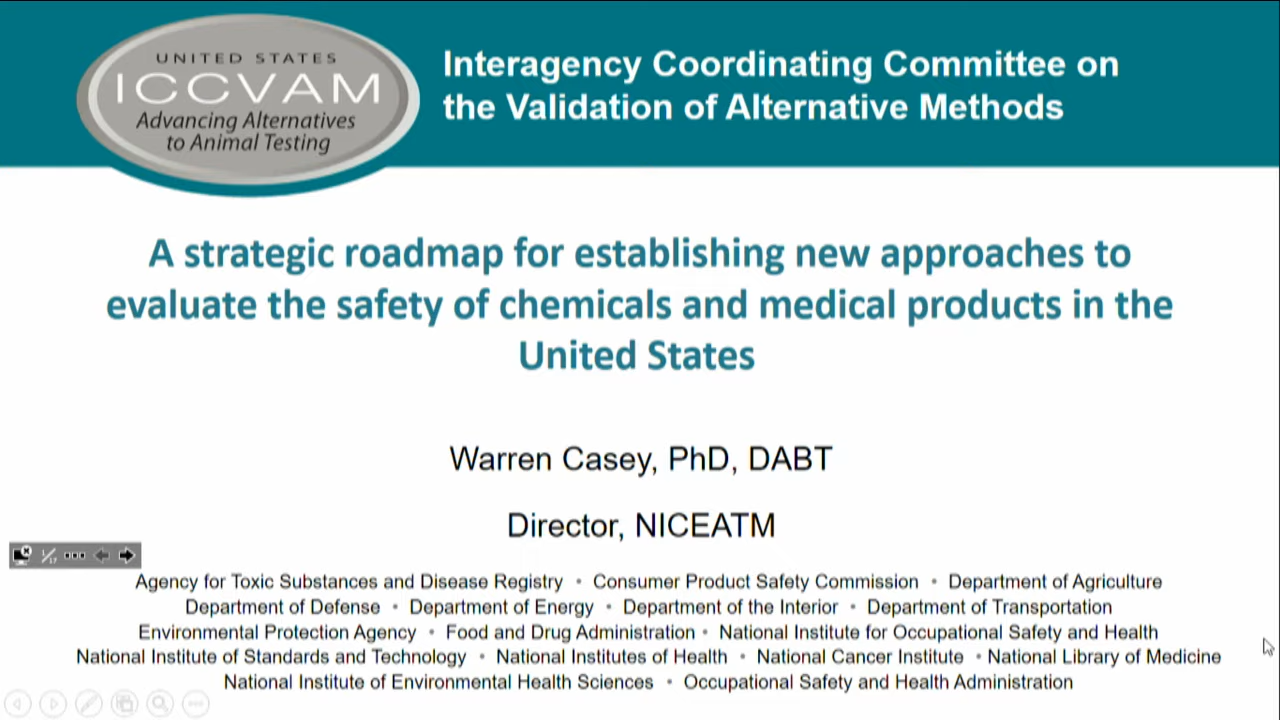 UNITED STATES
ICCVAM
Advancing Alternatives
to Animal Testing
Interagency Coordinating Committee on
the Validation of Alternative Methods
A strategic roadmap for establishing new approaches to
evaluate the safety of chemicals and medical products in the
United States
Warren Casey, PhD, DABT
Director, NICEATM
Agency for Toxic Substances and Disease Registry • Consumer Product Safety Commission • Department of Agriculture
Department of Defense • Department of Energy • Department of the Interior • Department of Transportation
Environmental Protection Agency • Food and Drug Administration • National Institute for Occupational Safety and Health
National Institute of Standards and Technology • National Institutes of Health • National Cancer Institute • National Library of Medicine
National Institute of Environmental Health Sciences • Occupational Safety and Health Administration